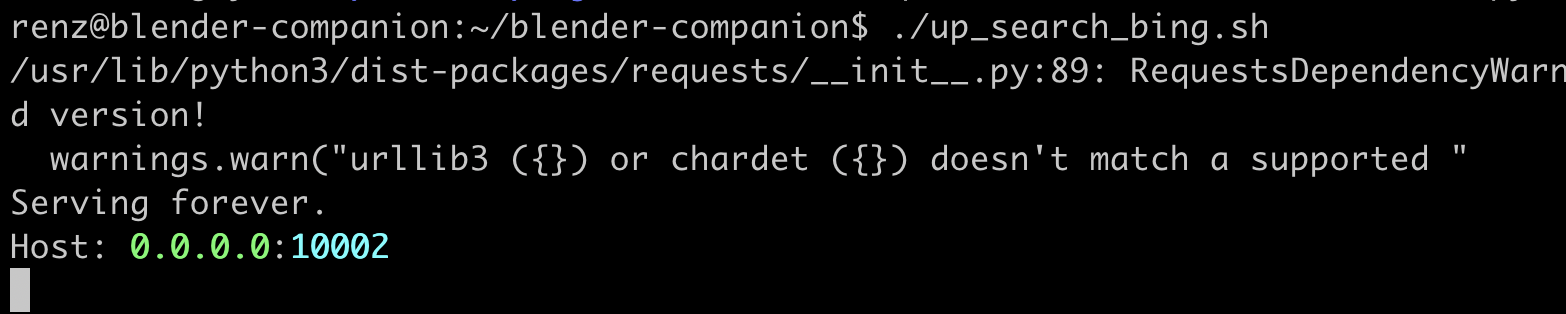 renz@blender-companion:~/blender-companion$ ./up_search_bing.sh
/usr/lib/python3/dist-packages/requests/__init__.py:89: RequestsDependencyWarn
d version!
  warnings.warn("urllib3 ({}) or chardet ({}) doesn't match a supported "
Serving forever.
Host: 0.0.0.0:10002